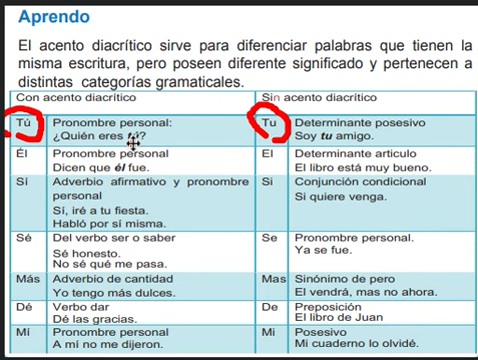 Aprendo
El acento diacrítico sirve para diferenciar palabras que tienen la
misma escritura, pero poseen diferente significado y pertenecen a
distintas categorías gramaticales.
Con acento diacrítico Sin acento diacrítico
Tú Pronombre personal: Tu Determinante posesivo
¿Quién eres tú? Soy tu amigo.
Él Pronombre personal El Determinante articulo
Dicen que él fue. El libro está muy bueno.
Sí Adverbio afirmativo y pronombre Si Conjunción condicional
personal Si quiere venga.
Sí, iré a tu fiesta.
Habló por sí misma.
Sé Del verbo ser o saber Se Pronombre personal.
Sé honesto. Ya se fue.
No sé qué me pasa.
Más Adverbio de cantidad Mas Sinónimo de pero
Yo tengo más dulces. El vendrá, mas no ahora.
Dé Verbo dar De Preposición
Dé las gracias. El libro de Juan
Mí Pronombre personal Mi Posesivo
A mí no me dijeron. Mi cuaderno lo olvidé.